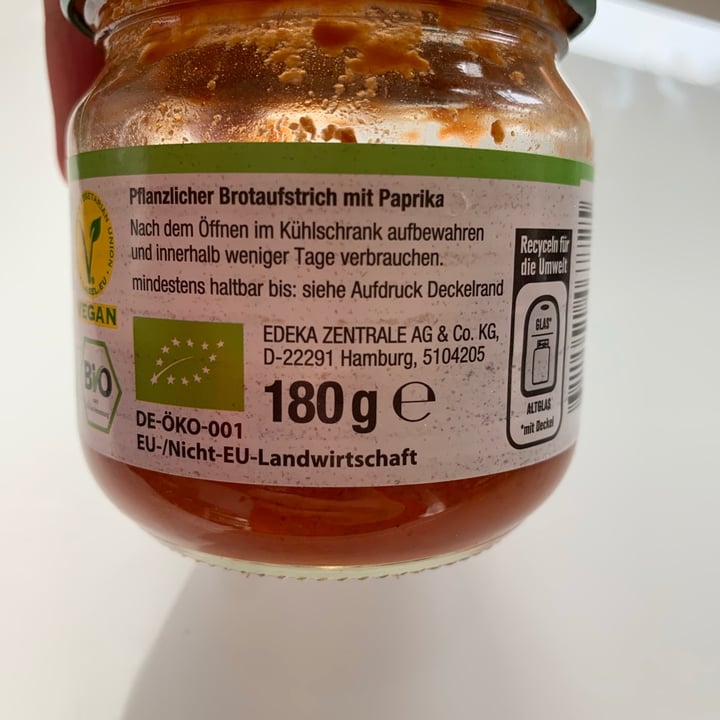 Pflanzlicher Brotaufstrich mit Paprika
Nach dem Öffnen im Kühlschrank aufbewahren
und innerhalb weniger Tage verbrauchen.
mindestens haltbar bis: siehe Aufdruck Deckelrand
EGAN
BIO
EDEKA ZENTRALE AG & Co. KG,
D-22291 Hamburg, 5104205
180 g e
DE-ÖKO-001
EU-/Nicht-EU-Landwirtschaft
Recyceln für
die Umwelt
GLAS*
ALTGLAS
*mit Deckel